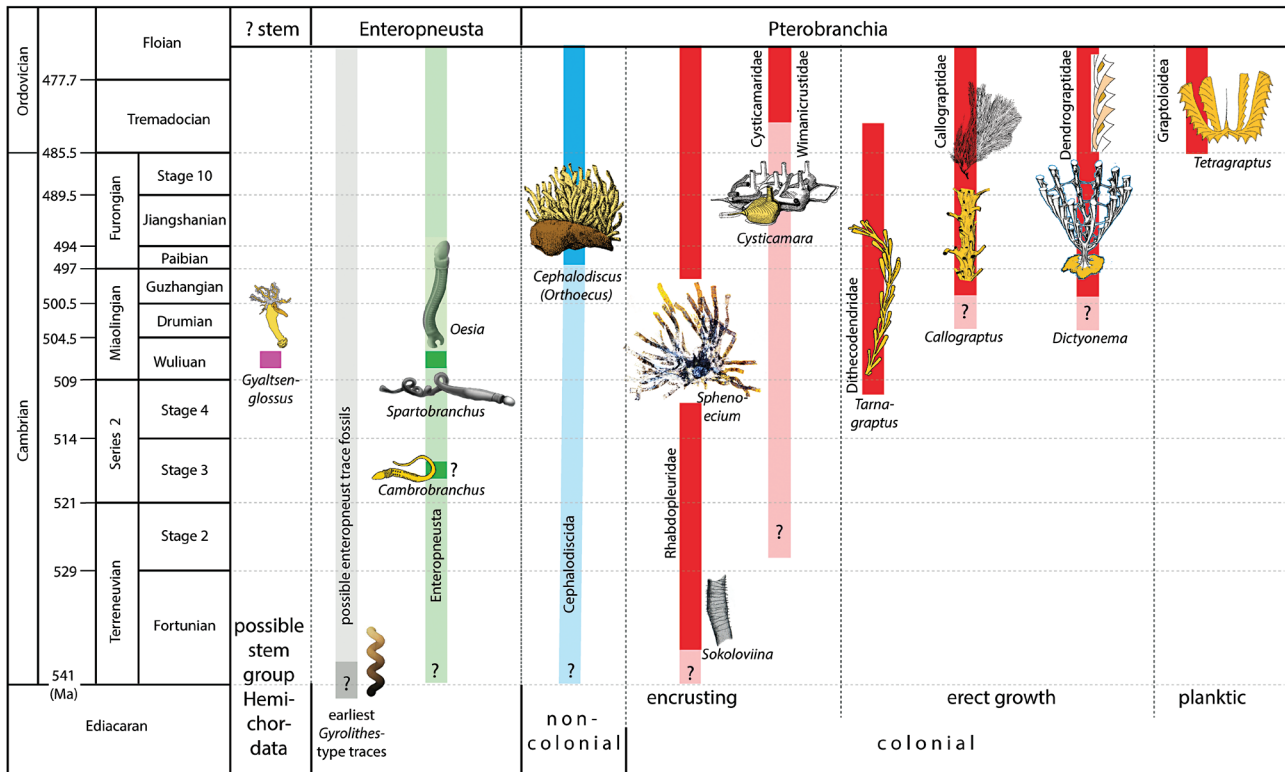 ? stem
Enteropneusta
Pterobranchia
Ordovician
Floian
477.7
Tremadocian
485.5
Cambrian
Furongian
Stage 10
489.5
Jiangshanian
494
Paibian
497
Miaolingian
Guzhangian
500.5
Drumian
504.5
Wuliuan
509
Series 2
Stage 4
514
Stage 3
521
Terreneuvian
Stage 2
529
Fortunian
541
(Ma)
Ediacaran
Gyaltsen-
glossus
possible
stem
group
Hemi-
chor-
data
possible enteropneust trace fossils
?
earliest
Gyrolithes-
type traces
Oesia
Spartobranchus
?
Cambrobranchus
Enteropneusta
?
Cephalodiscus
(Orthoecus)
Cephalodiscida
?
non-
colonial
Spheno-
ecium
Rhabdopleuridae
Sokoloviina
?
encrusting
Cysticamaridae
Wimanicrustidae
Cysticamara
?
Dithecodendridae
Tarna-
graptus
Callograptidae
?
Callograptus
Dendrograptidae
?
Dictyonema
erect growth
Graptoloidea
Tetragraptus
planktic
colonial